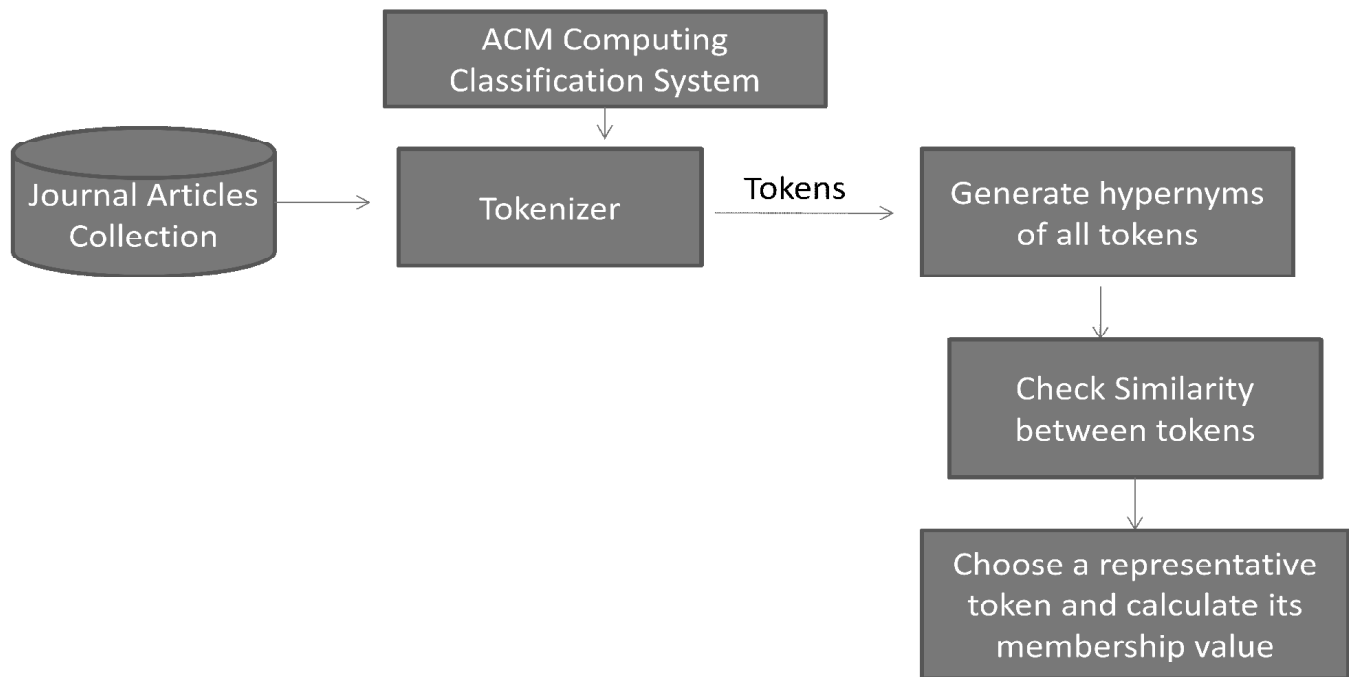 ACM Computing
Classification System
Journal Articles
Collection
Tokenizer
Tokens
Generate hypernyms
of all tokens
Check Similarity
between tokens
Choose a representative
token and calculate its
membership value